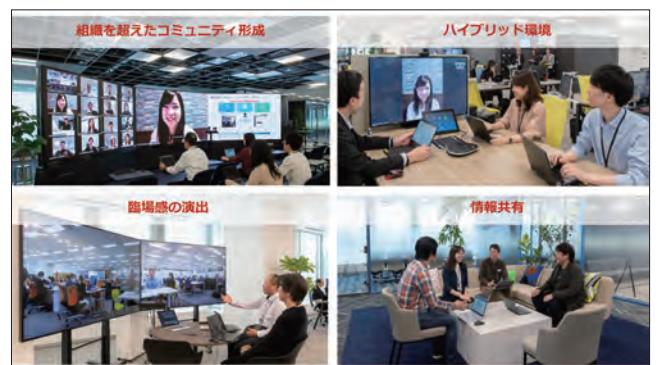 組織を超えたコミュニティ形成
ハイブリッド環境
臨場感の演出
情報共有